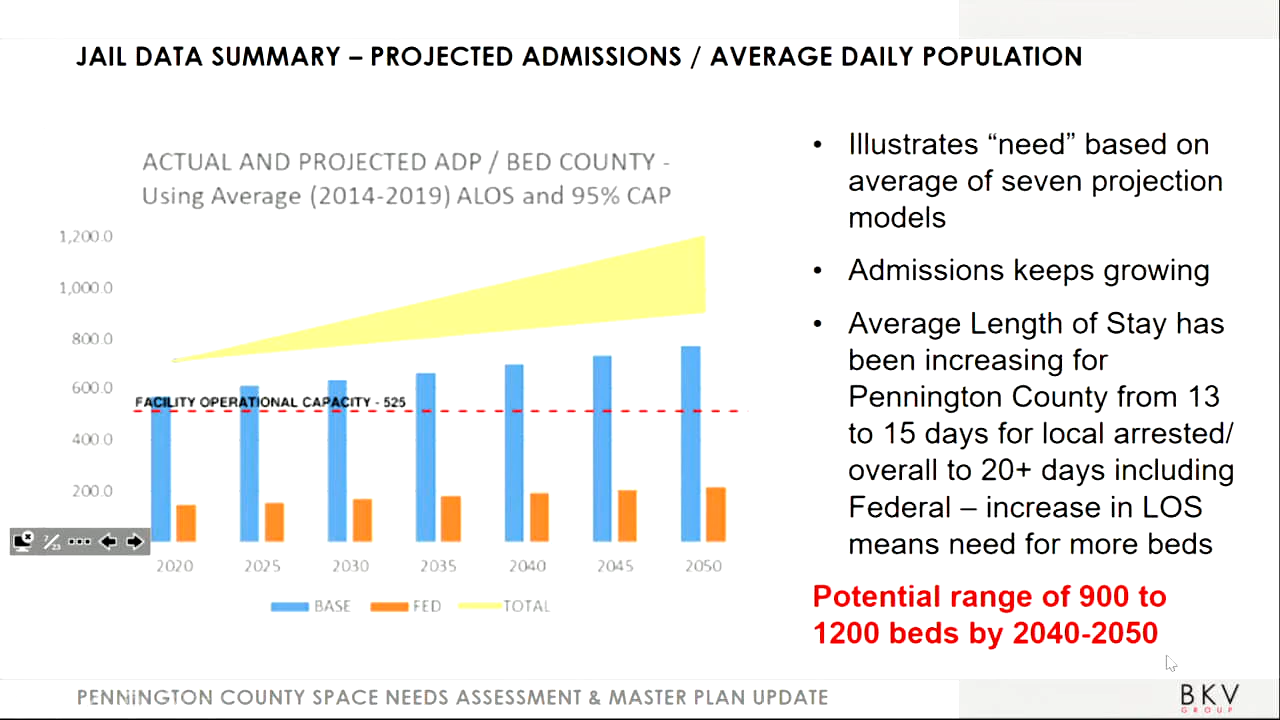 JAIL DATA SUMMARY – PROJECTED ADMISSIONS / AVERAGE DAILY POPULATION
ACTUAL AND PROJECTED ADP / BED COUNTY -
Using Average (2014-2019) ALOS and 95% CAP
1,200.0
1,000.0
800.0
600.0
FACILITY OPERATIONAL CAPACITY - 525
400.0
200.0
7/23
2020 2025 2030 2035 2040 2045 2050
BASE FED TOTAL
• Illustrates “need” based on
average of seven projection
models
• Admissions keeps growing
• Average Length of Stay has
been increasing for
Pennington County from 13
to 15 days for local arrested/
overall to 20+ days including
Federal – increase in LOS
means need for more beds
Potential range of 900 to
1200 beds by 2040-2050
PENNINGTON COUNTY SPACE NEEDS ASSESSMENT & MASTER PLAN UPDATE
BKV
GROUP